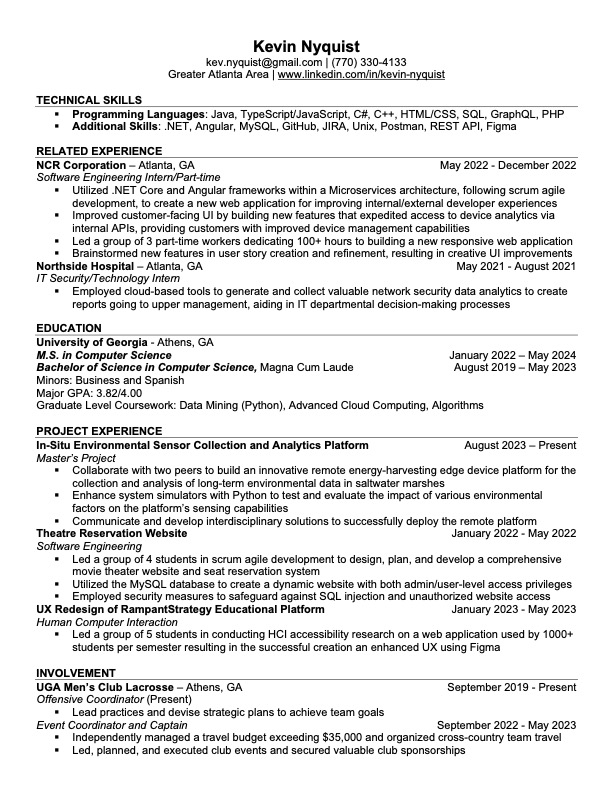 Kevin Nyquist
kev.nyquist@gmail.com | (770) 330-4133
Greater Atlanta Area | www.linkedin.com/in/kevin-nyquist
TECHNICAL SKILLS
▪ Programming Languages: Java, TypeScript/JavaScript, C#, C++, HTML/CSS, SQL, GraphQL, PHP
▪ Additional Skills: .NET, Angular, MySQL, GitHub, JIRA, Unix, Postman, REST API, Figma
RELATED EXPERIENCE
NCR Corporation – Atlanta, GA May 2022 - December 2022
Software Engineering Intern/Part-time
▪ Utilized .NET Core and Angular frameworks within a Microservices architecture, following scrum agile
development, to create a new web application for improving internal/external developer experiences
▪ Improved customer-facing UI by building new features that expedited access to device analytics via
internal APIs, providing customers with improved device management capabilities
▪ Led a group of 3 part-time workers dedicating 100+ hours to building a new responsive web application
▪ Brainstormed new features in user story creation and refinement, resulting in creative UI improvements
Northside Hospital – Atlanta, GA May 2021 - August 2021
IT Security/Technology Intern
▪ Employed cloud-based tools to generate and collect valuable network security data analytics to create
reports going to upper management, aiding in IT departmental decision-making processes
EDUCATION
University of Georgia - Athens, GA
M.S. in Computer Science January 2022 – May 2024
Bachelor of Science in Computer Science, Magna Cum Laude August 2019 – May 2023
Minors: Business and Spanish
Major GPA: 3.82/4.00
Graduate Level Coursework: Data Mining (Python), Advanced Cloud Computing, Algorithms
PROJECT EXPERIENCE
In-Situ Environmental Sensor Collection and Analytics Platform August 2023 – Present
Master's Project
▪ Collaborate with two peers to build an innovative remote energy-harvesting edge device platform for the
collection and analysis of long-term environmental data in saltwater marshes
▪ Enhance system simulators with Python to test and evaluate the impact of various environmental
factors on the platform's sensing capabilities
▪ Communicate and develop interdisciplinary solutions to successfully deploy the remote platform
Theatre Reservation Website January 2022 - May 2022
Software Engineering
▪ Led a group of 4 students in scrum agile development to design, plan, and develop a comprehensive
movie theater website and seat reservation system
▪ Utilized the MySQL database to create a dynamic website with both admin/user-level access privileges
▪ Employed security measures to safeguard against SQL injection and unauthorized website access
UX Redesign of RampantStrategy Educational Platform January 2023 - May 2023
Human Computer Interaction
▪ Led a group of 5 students in conducting HCI accessibility research on a web application used by 1000+
students per semester resulting in the successful creation an enhanced UX using Figma
INVOLVEMENT
UGA Men's Club Lacrosse – Athens, GA September 2019 - Present
Offensive Coordinator (Present)
▪ Lead practices and devise strategic plans to achieve team goals
Event Coordinator and Captain September 2022 - May 2023
▪ Independently managed a travel budget exceeding $35,000 and organized cross-country team travel
▪ Led, planned, and executed club events and secured valuable club sponsorships